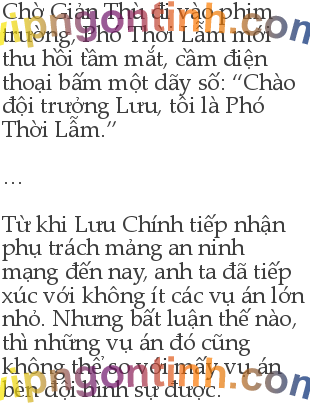 Chờ Giản Thù đi vào phim
trường, Phó Thời Lẫm mới
thu hồi tầm mắt, cầm điện
thoại bấm một dãy số: “Chào
đội trưởng Lưu, tôi là Phó
Thời Lẫm.”
…
Từ khi Lưu Chính tiếp nhận
phụ trách mảng an ninh
mạng đến nay, anh ta đã tiếp
xúc với không ít các vụ án lớn
nhỏ. Nhưng bất luận thế nào,
thì những vụ án đó cũng
không thể so với mấy vụ án
bên đội hình sự được.